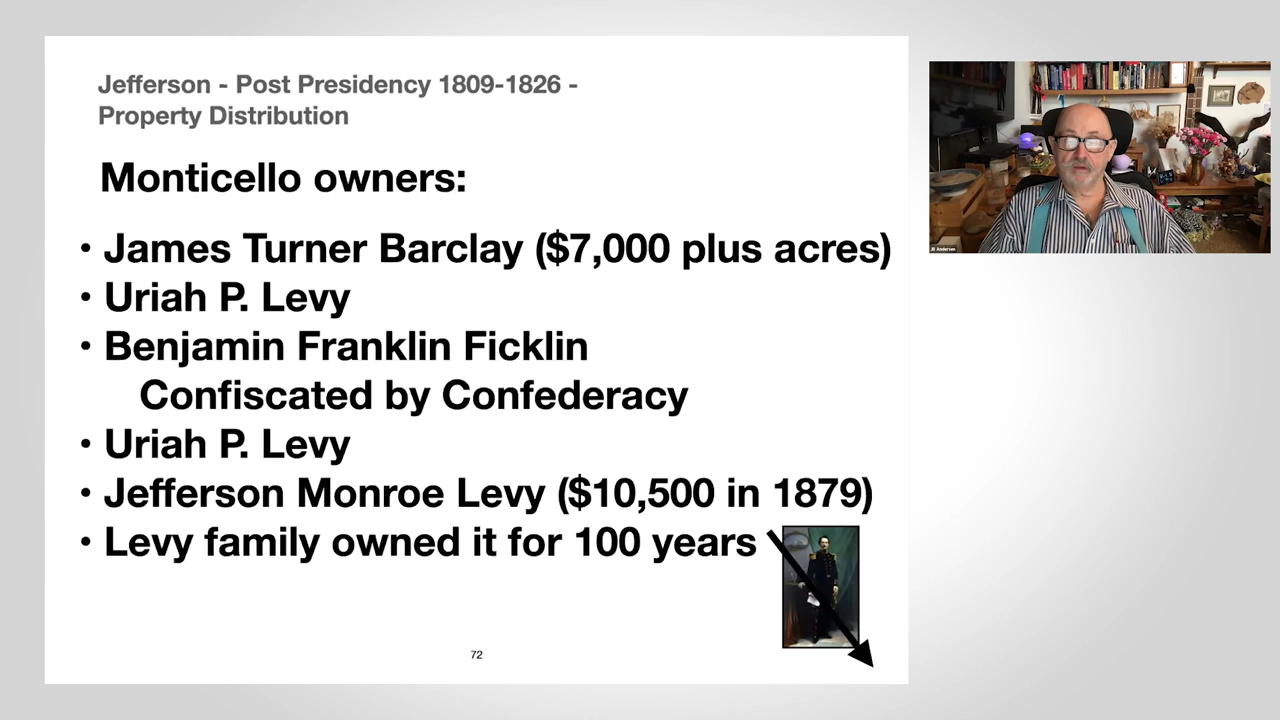 Jefferson - Post Presidency 1809-1826 -
Property Distribution
Monticello owners:
• James Turner Barclay ($7,000 plus acres)
• Uriah P. Levy
• Benjamin Franklin Ficklin
Confiscated by Confederacy
• Uriah P. Levy
• Jefferson Monroe Levy ($10,500 in 1879)
• Levy family owned it for 100 years
72